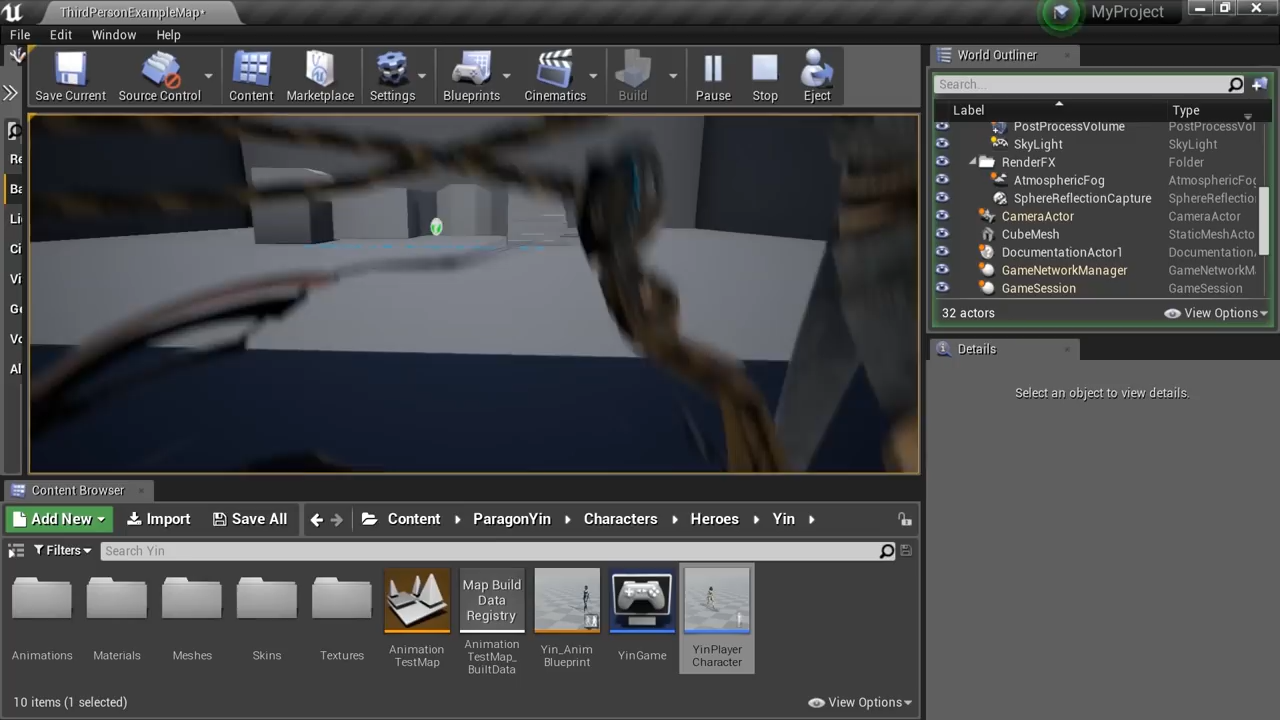 ThirdPersonExampleMap*
MyProject
File Edit Window Help
Save Current
Source Control
Content
Marketplace
Settings
Blueprints
Cinematics
Build
Pause
Stop
Eject
Re
Ba
Li
Ci
Vi
Ge
Vo
Al
World Outliner
Search...
Label Type
PostProcessVolume PostProcessVol
SkyLight SkyLight
RenderFX Folder
AtmosphericFog AtmosphericFog
SphereReflectionCapture SphereReflectio
CameraActor CameraActor
CubeMesh StaticMeshActo
DocumentationActor1 Documentation
GameNetworkManager GameNetworkM
GameSession GameSession
32 actors View Options
Details
Select an object to view details.
Content Browser
Add New Import Save All Content ParagonYin Characters Heroes Yin
Filters Search Yin
Map Build
Data
Registry
Animations
Materials
Meshes
Skins
Textures
Animation
TestMap
Animation
TestMap_
BuiltData
Yin_Anim
Blueprint
YinGame
YinPlayer
Character
10 items (1 selected) View Options